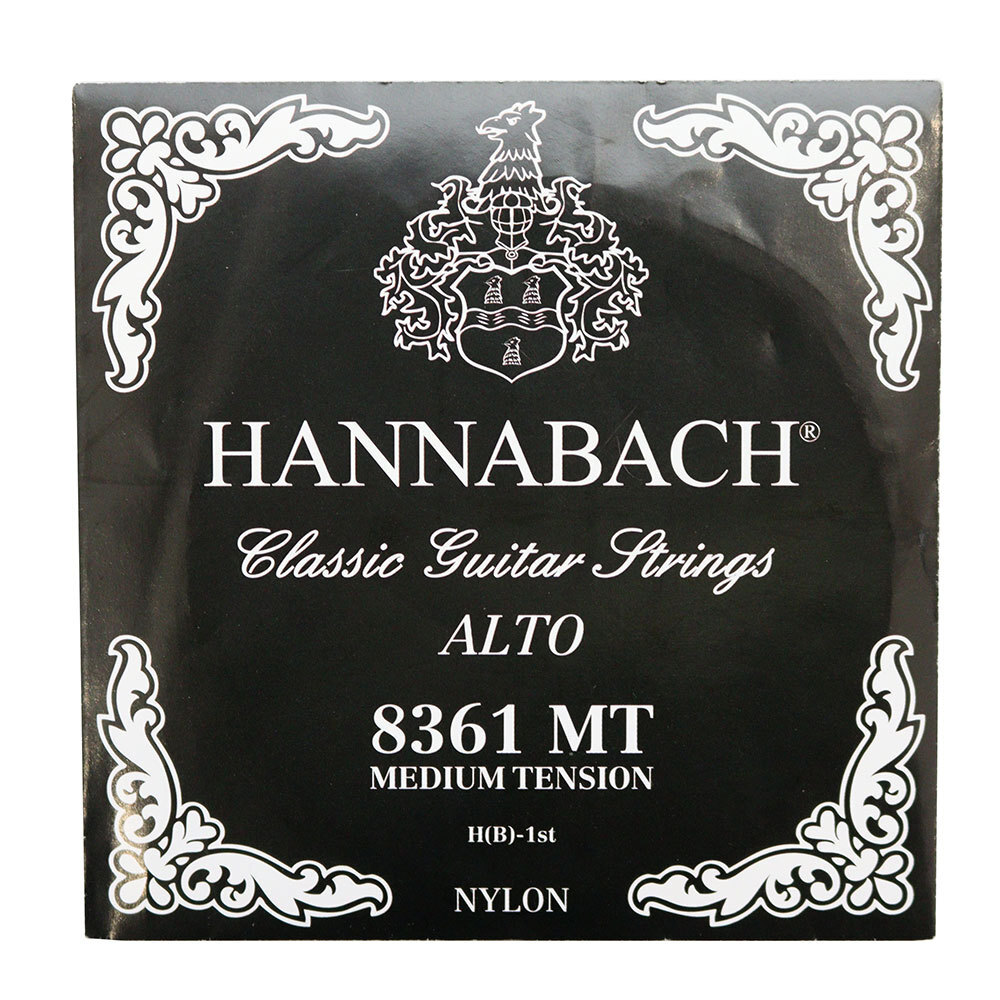 HANNABACH®
Classic Guitar Strings
ALTO
8361 MT
MEDIUM TENSION
H(B)-1st
NYLON